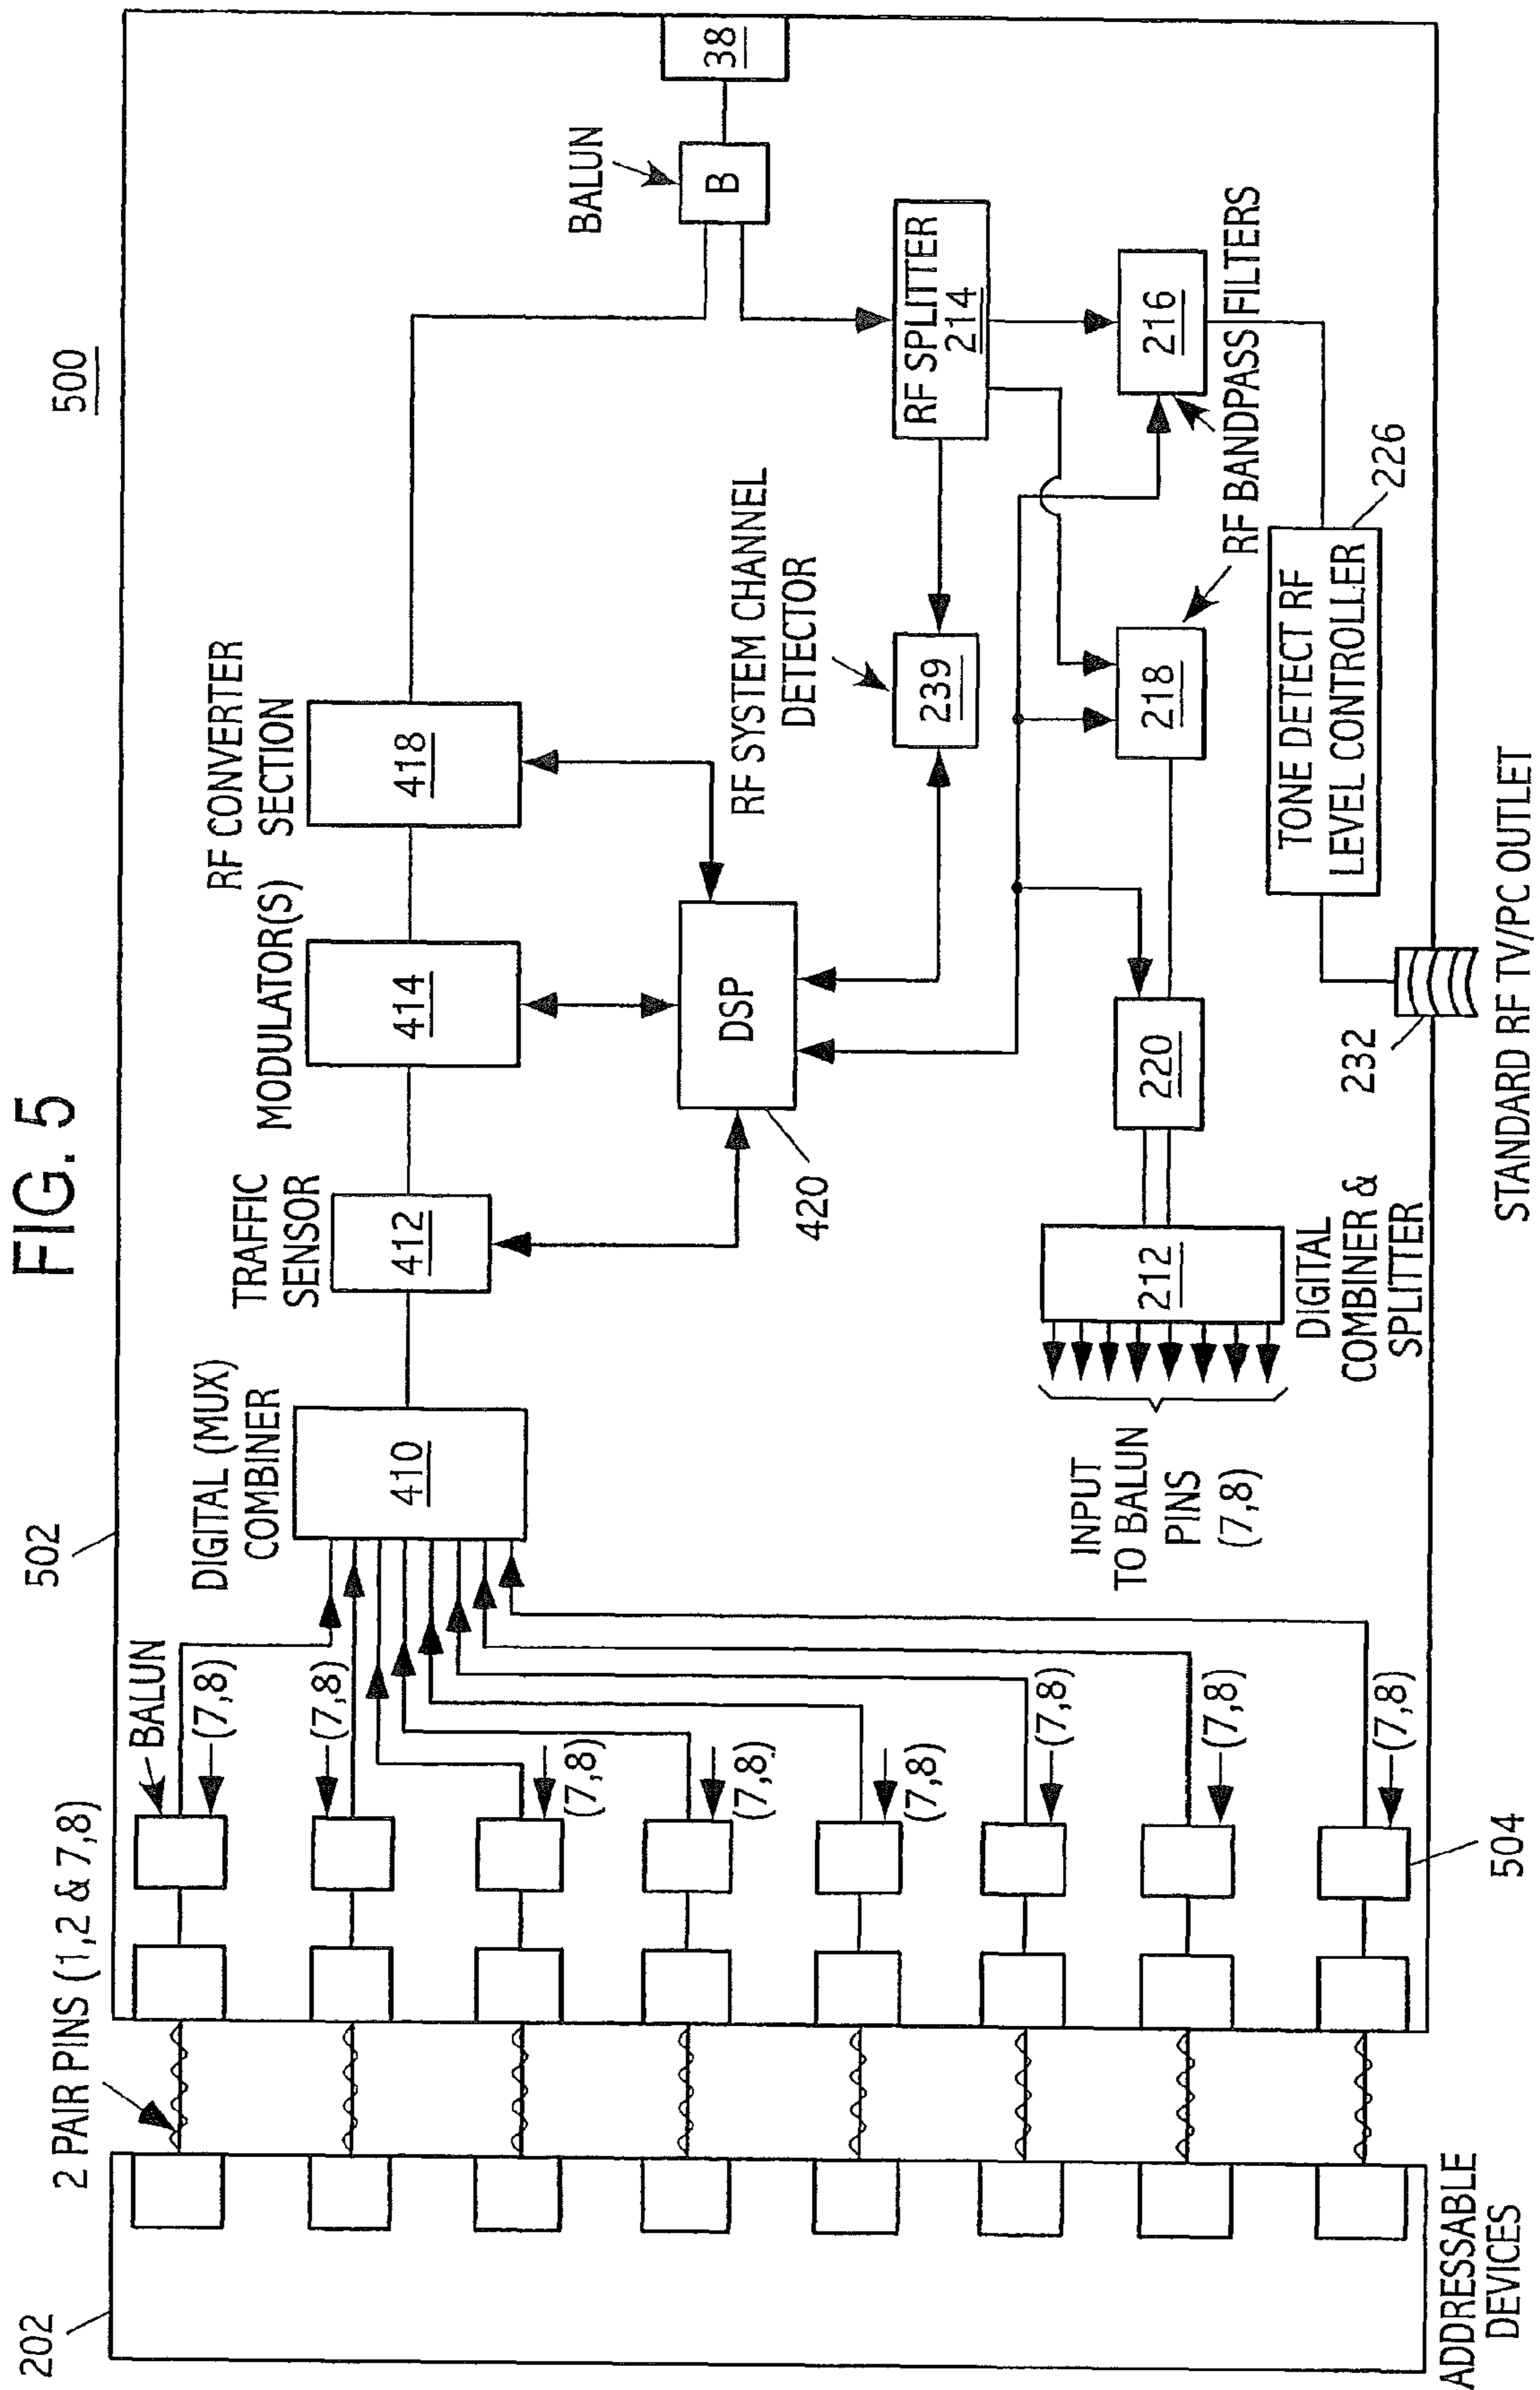 FIG. 5
500
502
202
2 PAIR PINS (1,2 & 7,8)
BALUN
(7,8)
(7,8)
(7,8)
(7,8)
(7,8)
(7,8)
(7,8)
(7,8)
504
ADDRESSABLE
DEVICES
DIGITAL (MUX)
COMBINER
410
TRAFFIC
SENSOR
412
MODULATOR(S)
414
RF CONVERTER
SECTION
418
BALUN
B
38
DSP
420
RF SYSTEM CHANNEL
DETECTOR
239
RF SPLITTER
214
216
218
RF BANDPASS FILTERS
220
212
DIGITAL
COMBINER &
SPLITTER
INPUT
TO BALUN
PINS
(7,8)
TONE DETECT RF
LEVEL CONTROLLER
226
232
STANDARD RF TV/PC OUTLET